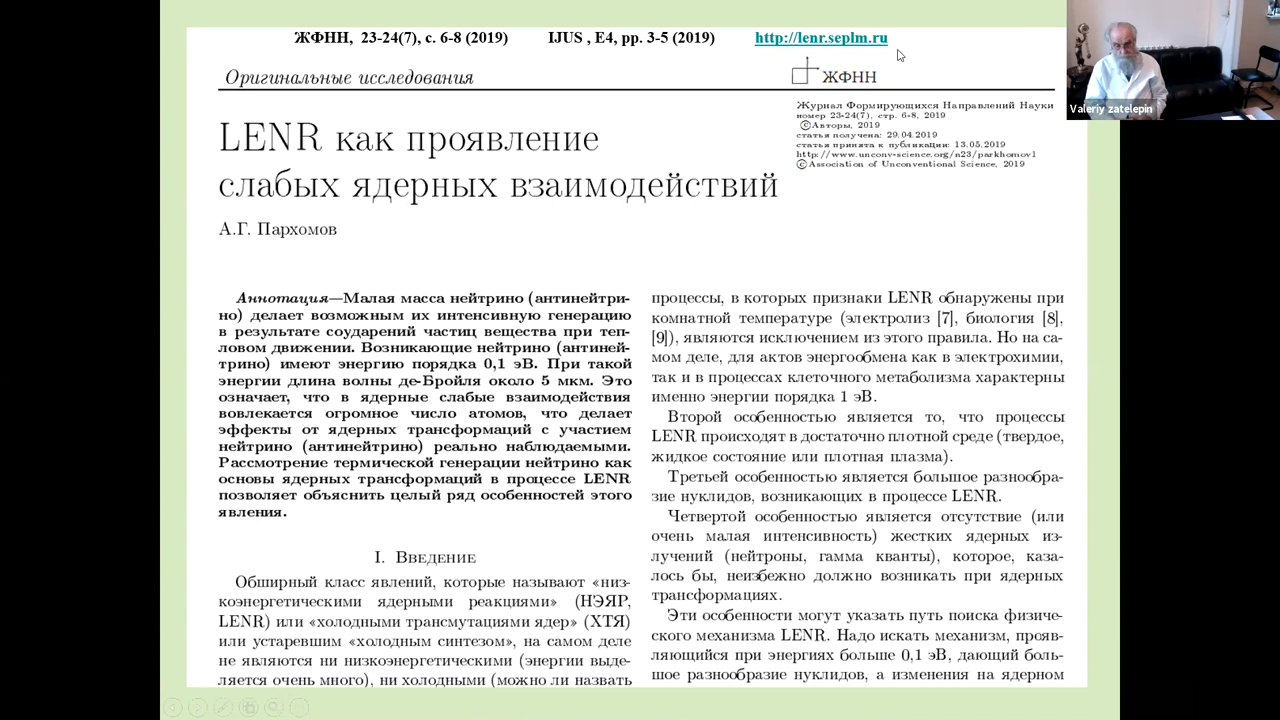 ЖФНН, 23-24(7), с. 6-8 (2019) IJUS , E4, pp. 3-5 (2019) http://lenr.seplm.ru
Valeriy zatelepin
Оригинальные исследования
ЖФНН
Журнал Формирующихся Направлений Науки
номер 23-24(7), стр. 6-8, 2019
©Авторы, 2019
статья получена: 29.04.2019
статья принята к публикации: 13.05.2019
http://www.unconv-science.org/n23/parkhomov1
©Association of Unconventional Science, 2019
LENR как проявление
слабых ядерных взаимодействий
А.Г. Пархомов
Аннотация—Малая масса нейтрино (антинейтри-
но) делает возможным их интенсивную генерацию
в результате соударений частиц вещества при теп-
ловом движении. Возникающие нейтрино (антиней-
трино) имеют энергию порядка 0,1 эВ. При такой
энергии длина волны де-Бройля около 5 мкм. Это
означает, что в ядерные слабые взаимодействия
вовлекается огромное число атомов, что делает
эффекты от ядерных трансформаций с участием
нейтрино (антинейтрино) реально наблюдаемыми.
Рассмотрение термической генерации нейтрино как
основы ядерных трансформаций в процессе LENR
позволяет объяснить целый ряд особенностей этого
явления.
I. Введение
Обширный класс явлений, которые называют «низ-
коэнергетическими ядерными реакциями» (НЭЯР,
LENR) или «холодными трансмутациями ядер» (ХТЯ)
или устаревшим «холодным синтезом», на самом деле
не являются ни низкоэнергетическими (энергии выде-
ляется очень много), ни холодными (можно ли назвать
процессы, в которых признаки LENR обнаружены при
комнатной температуре (электролиз [7], биология [8],
[9]), являются исключением из этого правила. Но на са-
мом деле, для актов энергообмена как в электрохимии,
так и в процессах клеточного метаболизма характерны
именно энергии порядка 1 эВ.
Второй особенностью является то, что процессы
LENR происходят в достаточно плотной среде (твердое,
жидкое состояние или плотная плазма).
Третьей особенностью является большое разнообра-
зие нуклидов, возникающих в процессе LENR.
Четвертой особенностью является отсутствие (или
очень малая интенсивность) жестких ядерных из-
лучений (нейтроны, гамма кванты), которое, каза-
лось бы, неизбежно должно возникать при ядерных
трансформациях.
Эти особенности могут указать путь поиска физиче-
ского механизма LENR. Надо искать механизм, прояв-
ляющийся при энергиях больше 0,1 эВ, дающий боль-
шое разнообразие нуклидов, а изменения на ядерном